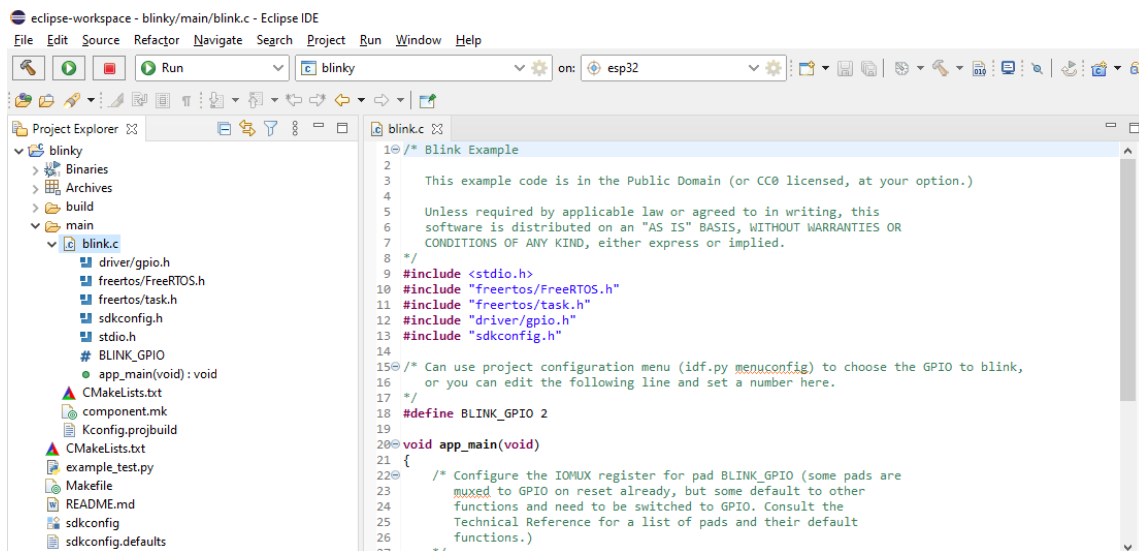 eclipse-workspace - blinky/main/blink.c - Eclipse IDE
File Edit Source Refactor Navigate Search Project Run Window Help
Run blinky on: esp32
Project Explorer
blinky
Binaries
Archives
build
main
blink.c
driver/gpio.h
freertos/FreeRTOS.h
freertos/task.h
sdkconfig.h
stdio.h
# BLINK_GPIO
app_main(void) : void
CMakeLists.txt
component.mk
Kconfig.projbuild
CMakeLists.txt
example_test.py
Makefile
README.md
sdkconfig
sdkconfig.defaults
blink.c
1 /* Blink Example
2
3 This example code is in the Public Domain (or CC0 licensed, at your option.)
4
5 Unless required by applicable law or agreed to in writing, this
6 software is distributed on an "AS IS" BASIS, WITHOUT WARRANTIES OR
7 CONDITIONS OF ANY KIND, either express or implied.
8 */
9 #include <stdio.h>
10 #include "freertos/FreeRTOS.h"
11 #include "freertos/task.h"
12 #include "driver/gpio.h"
13 #include "sdkconfig.h"
14
15 /* Can use project configuration menu (idf.py menuconfig) to choose the GPIO to blink,
16 or you can edit the following line and set a number here.
17 */
18 #define BLINK_GPIO 2
19
20 void app_main(void)
21 {
22 /* Configure the IOMUX register for pad BLINK_GPIO (some pads are
23 muxed to GPIO on reset already, but some default to other
24 functions and need to be switched to GPIO. Consult the
25 Technical Reference for a list of pads and their default
26 functions.)